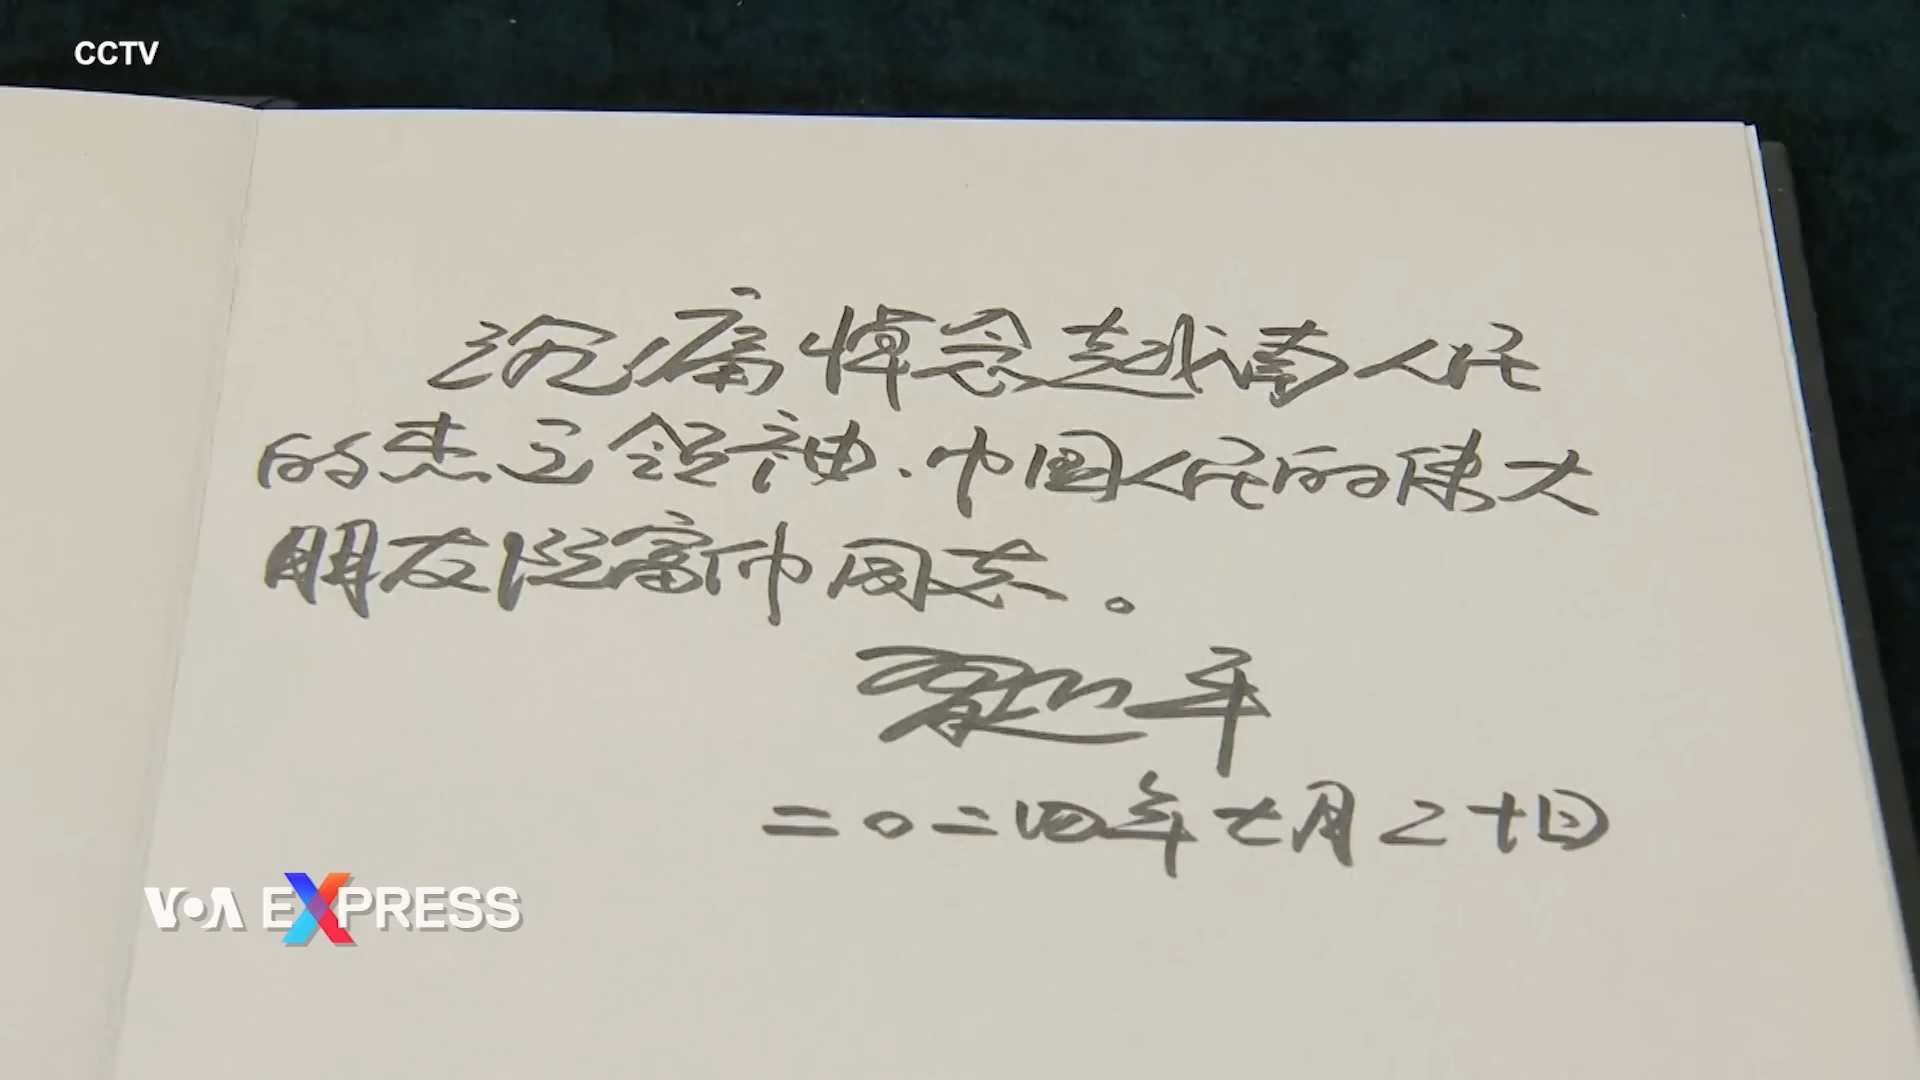 CCTV
沉痛悼念越南人民
的杰出领袖、中国人民的伟大
朋友阮富仲同志。
习近平
二〇二四年七月二十日
VOA EXPRESS